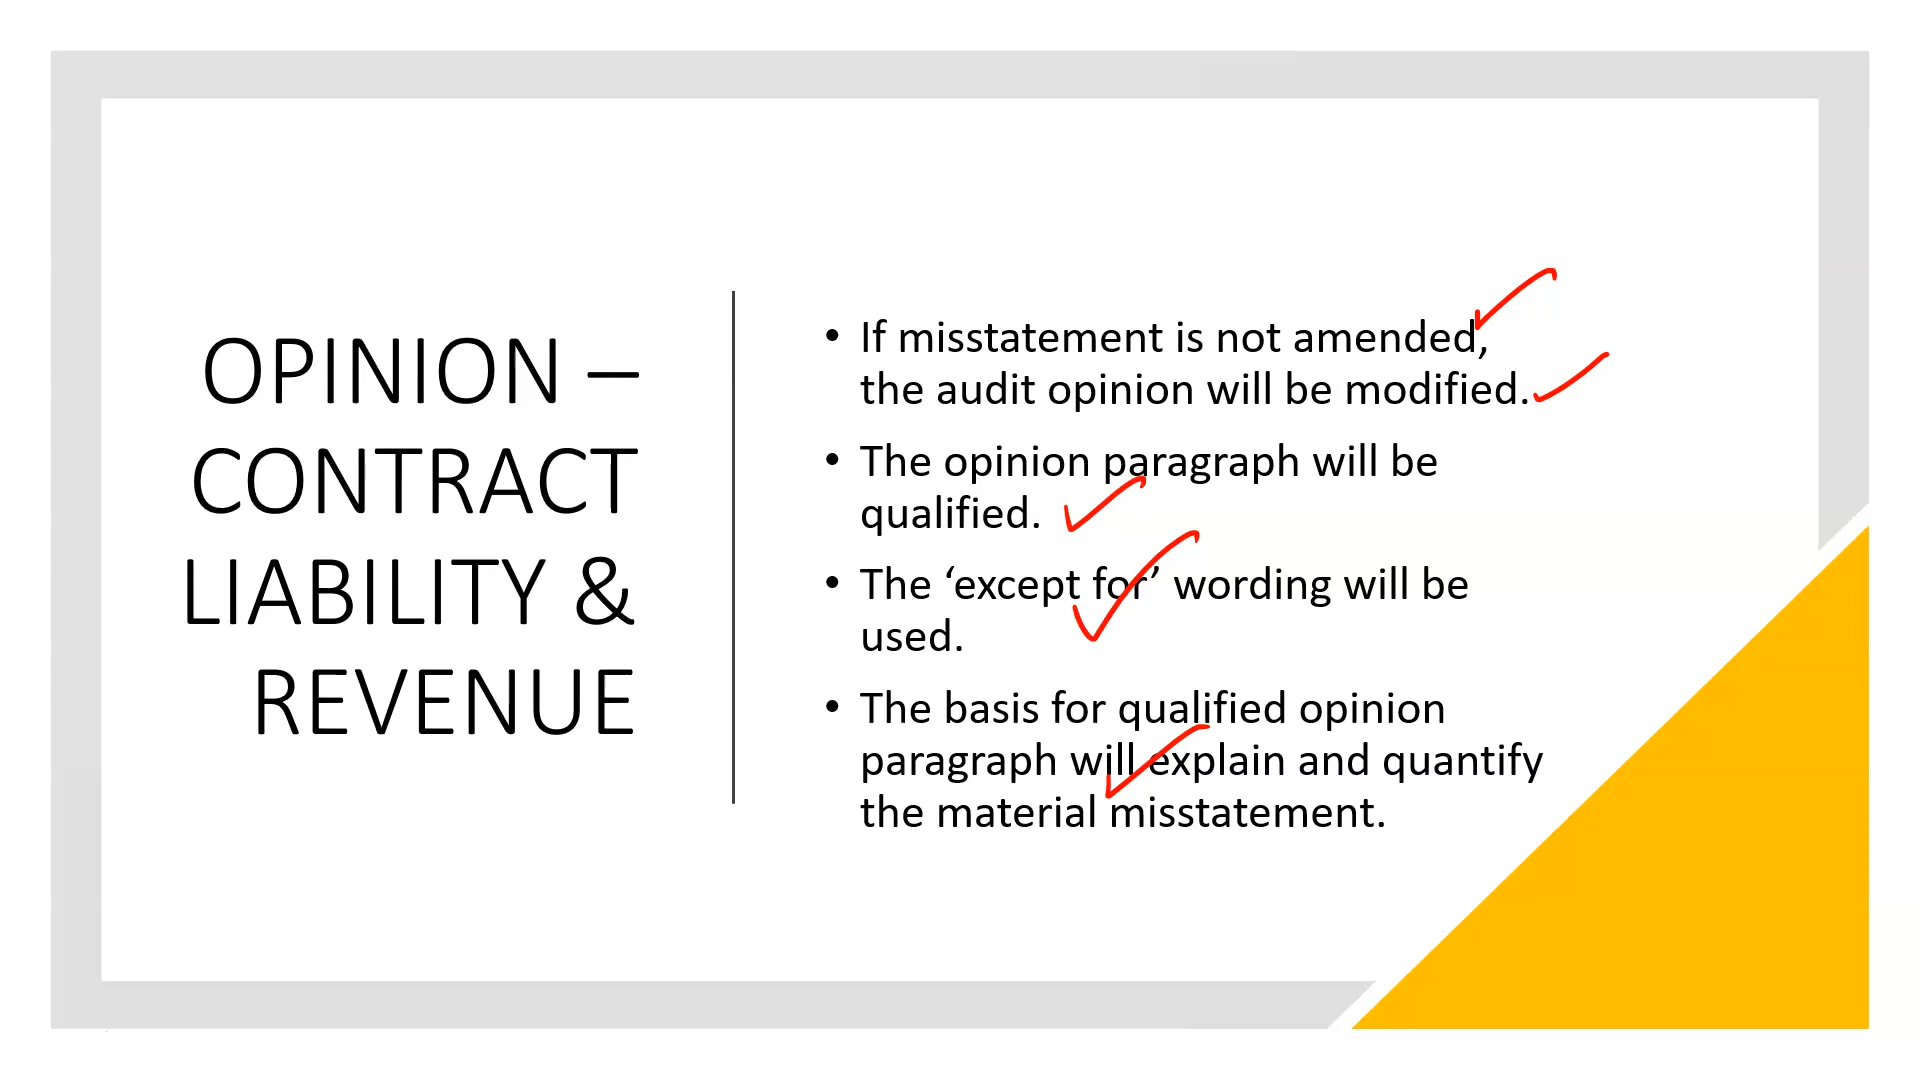 OPINION –
CONTRACT
LIABILITY &
REVENUE
• If misstatement is not amended,
the audit opinion will be modified.
• The opinion paragraph will be
qualified.
• The ‘except for’ wording will be
used.
• The basis for qualified opinion
paragraph will explain and quantify
the material misstatement.